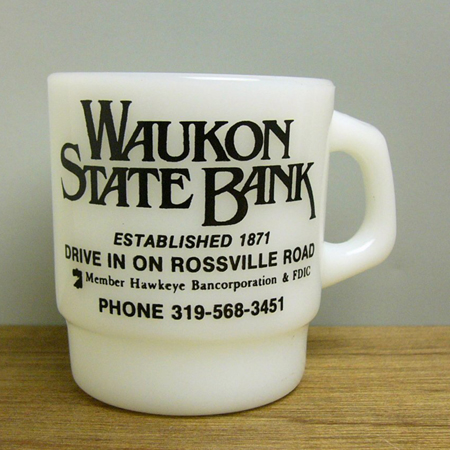 WAUKON
STATE BANK
ESTABLISHED 1871
DRIVE IN ON ROSSVILLE ROAD
Member Hawkeye Bancorporation & FDIC
PHONE 319-568-3451